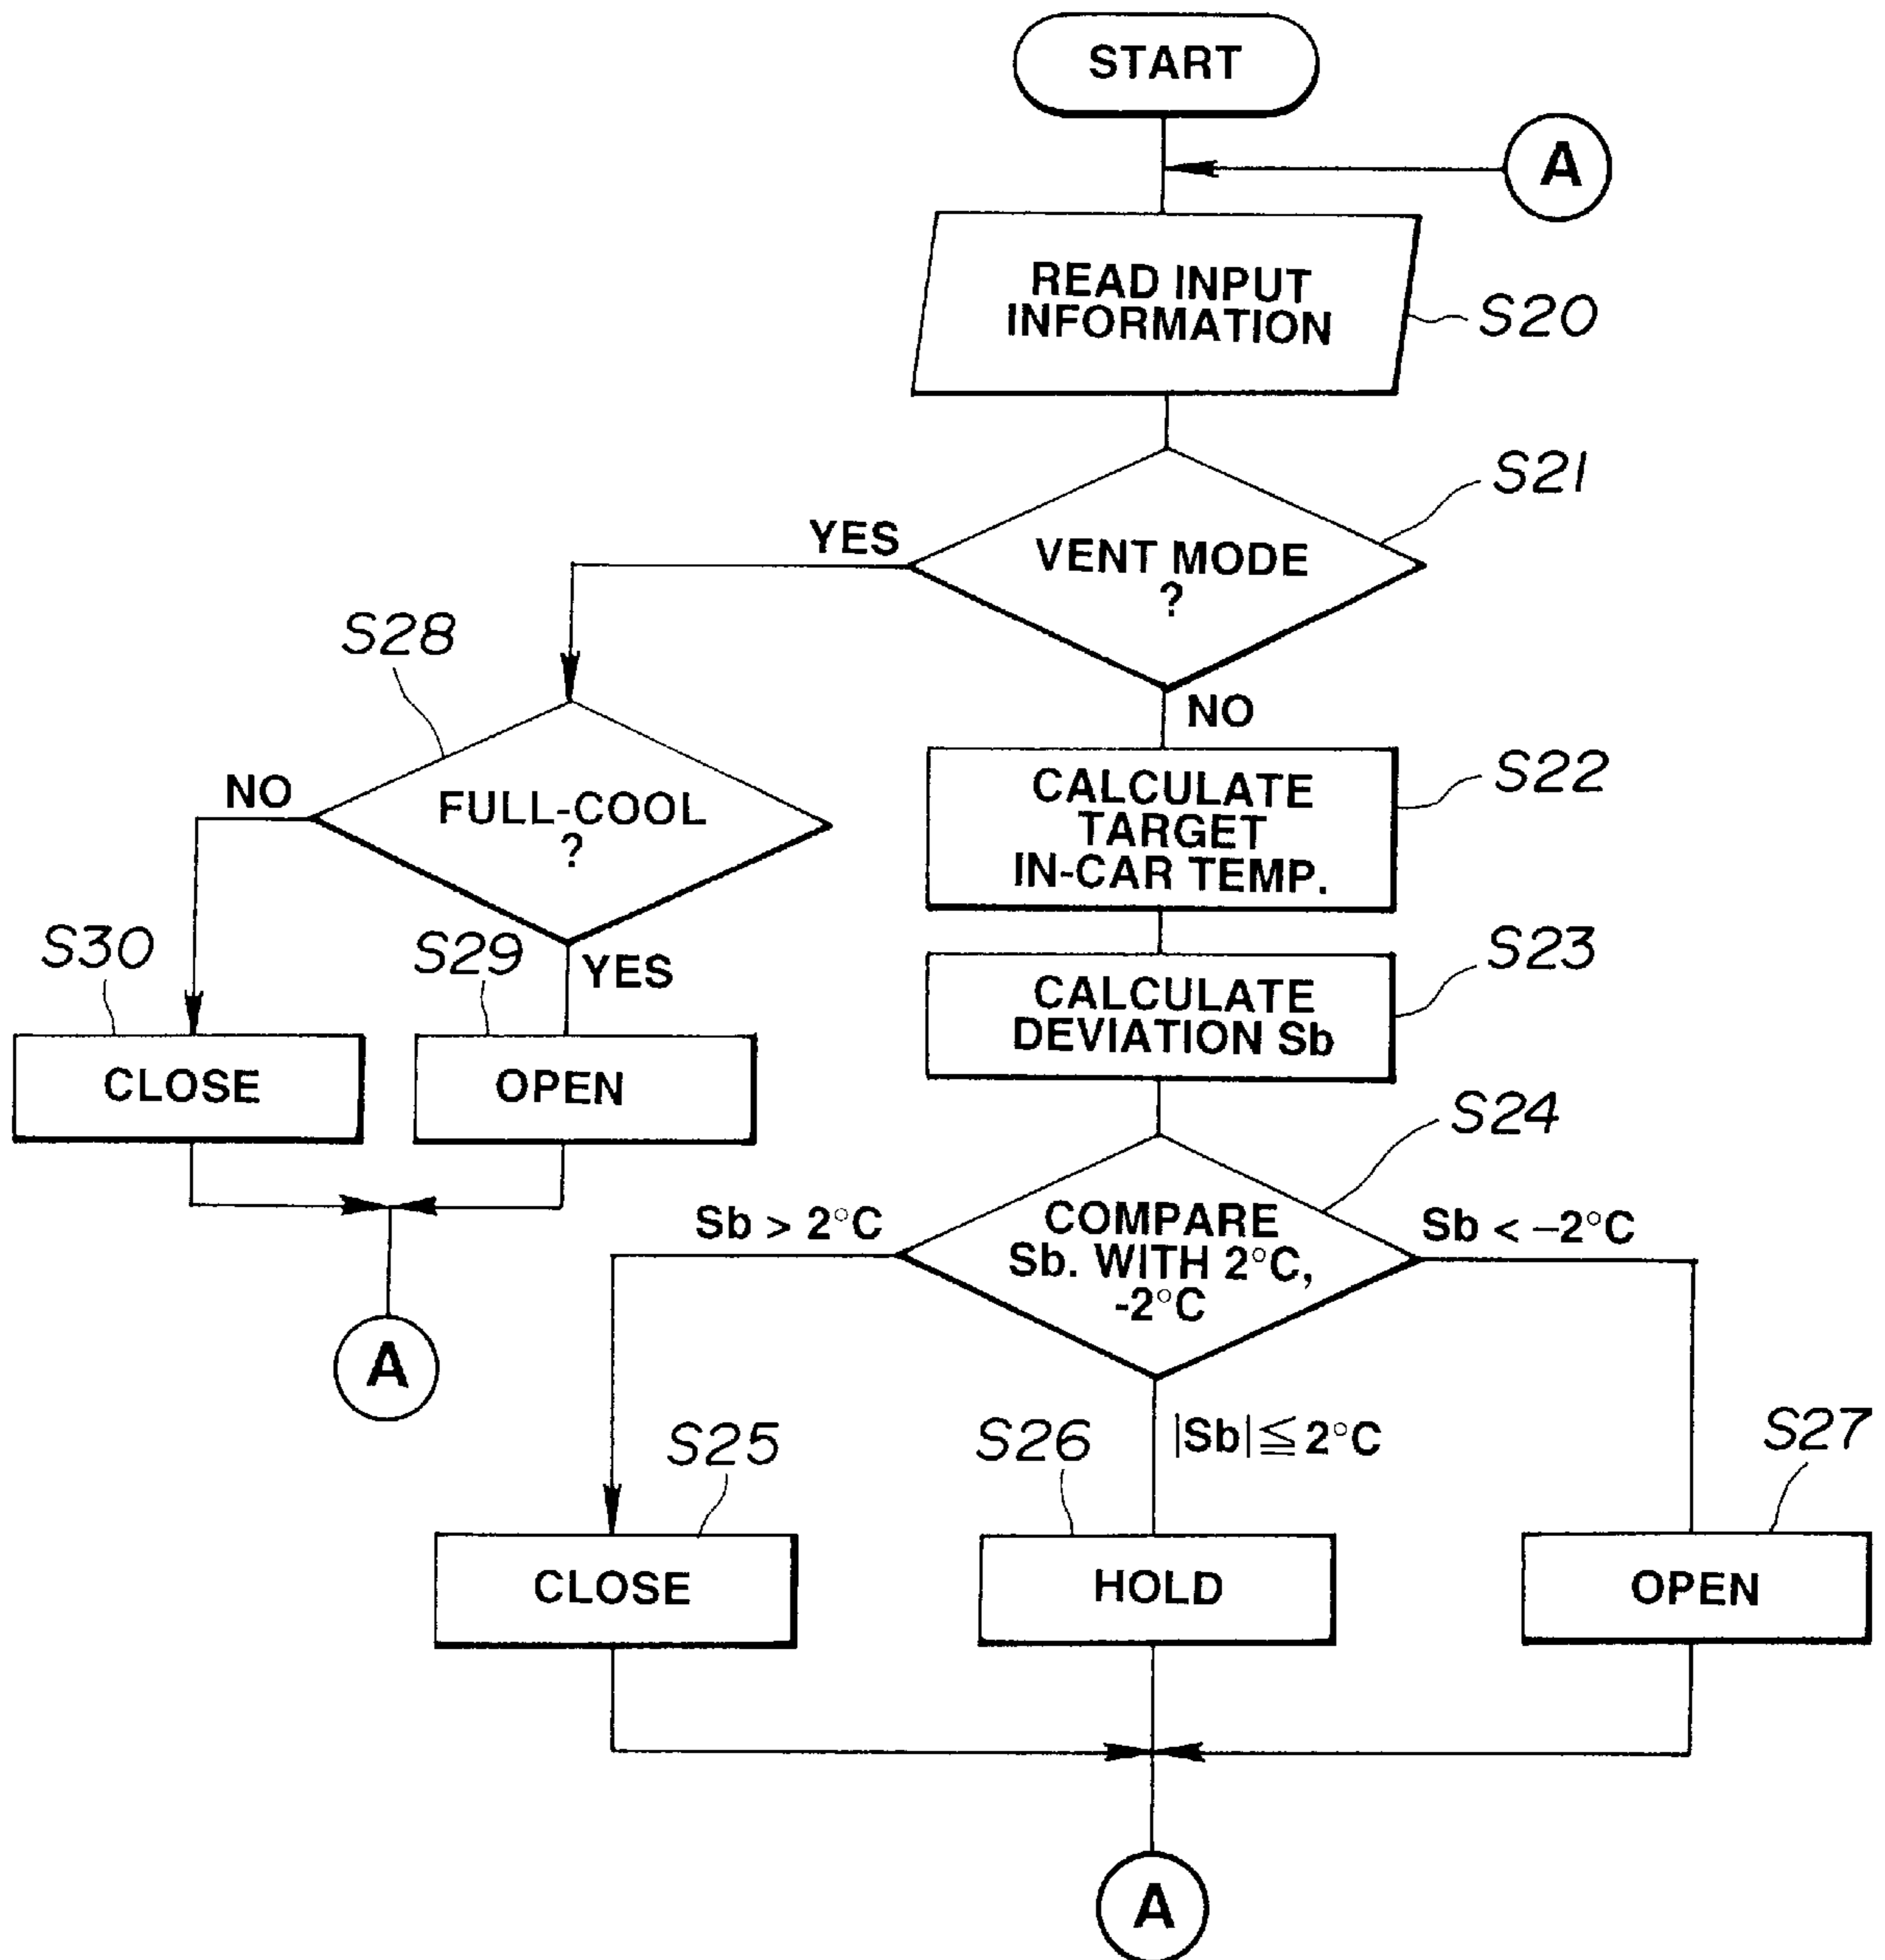 START
A
READ INPUT
INFORMATION
S20
S21
YES
VENT MODE
?
S28
NO
NO
FULL-COOL
?
CALCULATE
TARGET
IN-CAR TEMP.
S22
S30
S29
YES
S23
CALCULATE
DEVIATION Sb
CLOSE
OPEN
S24
Sb > 2°C
COMPARE
Sb. WITH 2°C,
-2°C
Sb < –2°C
A
|Sb| ≦ 2°C
S25
S26
S27
CLOSE
HOLD
OPEN
A